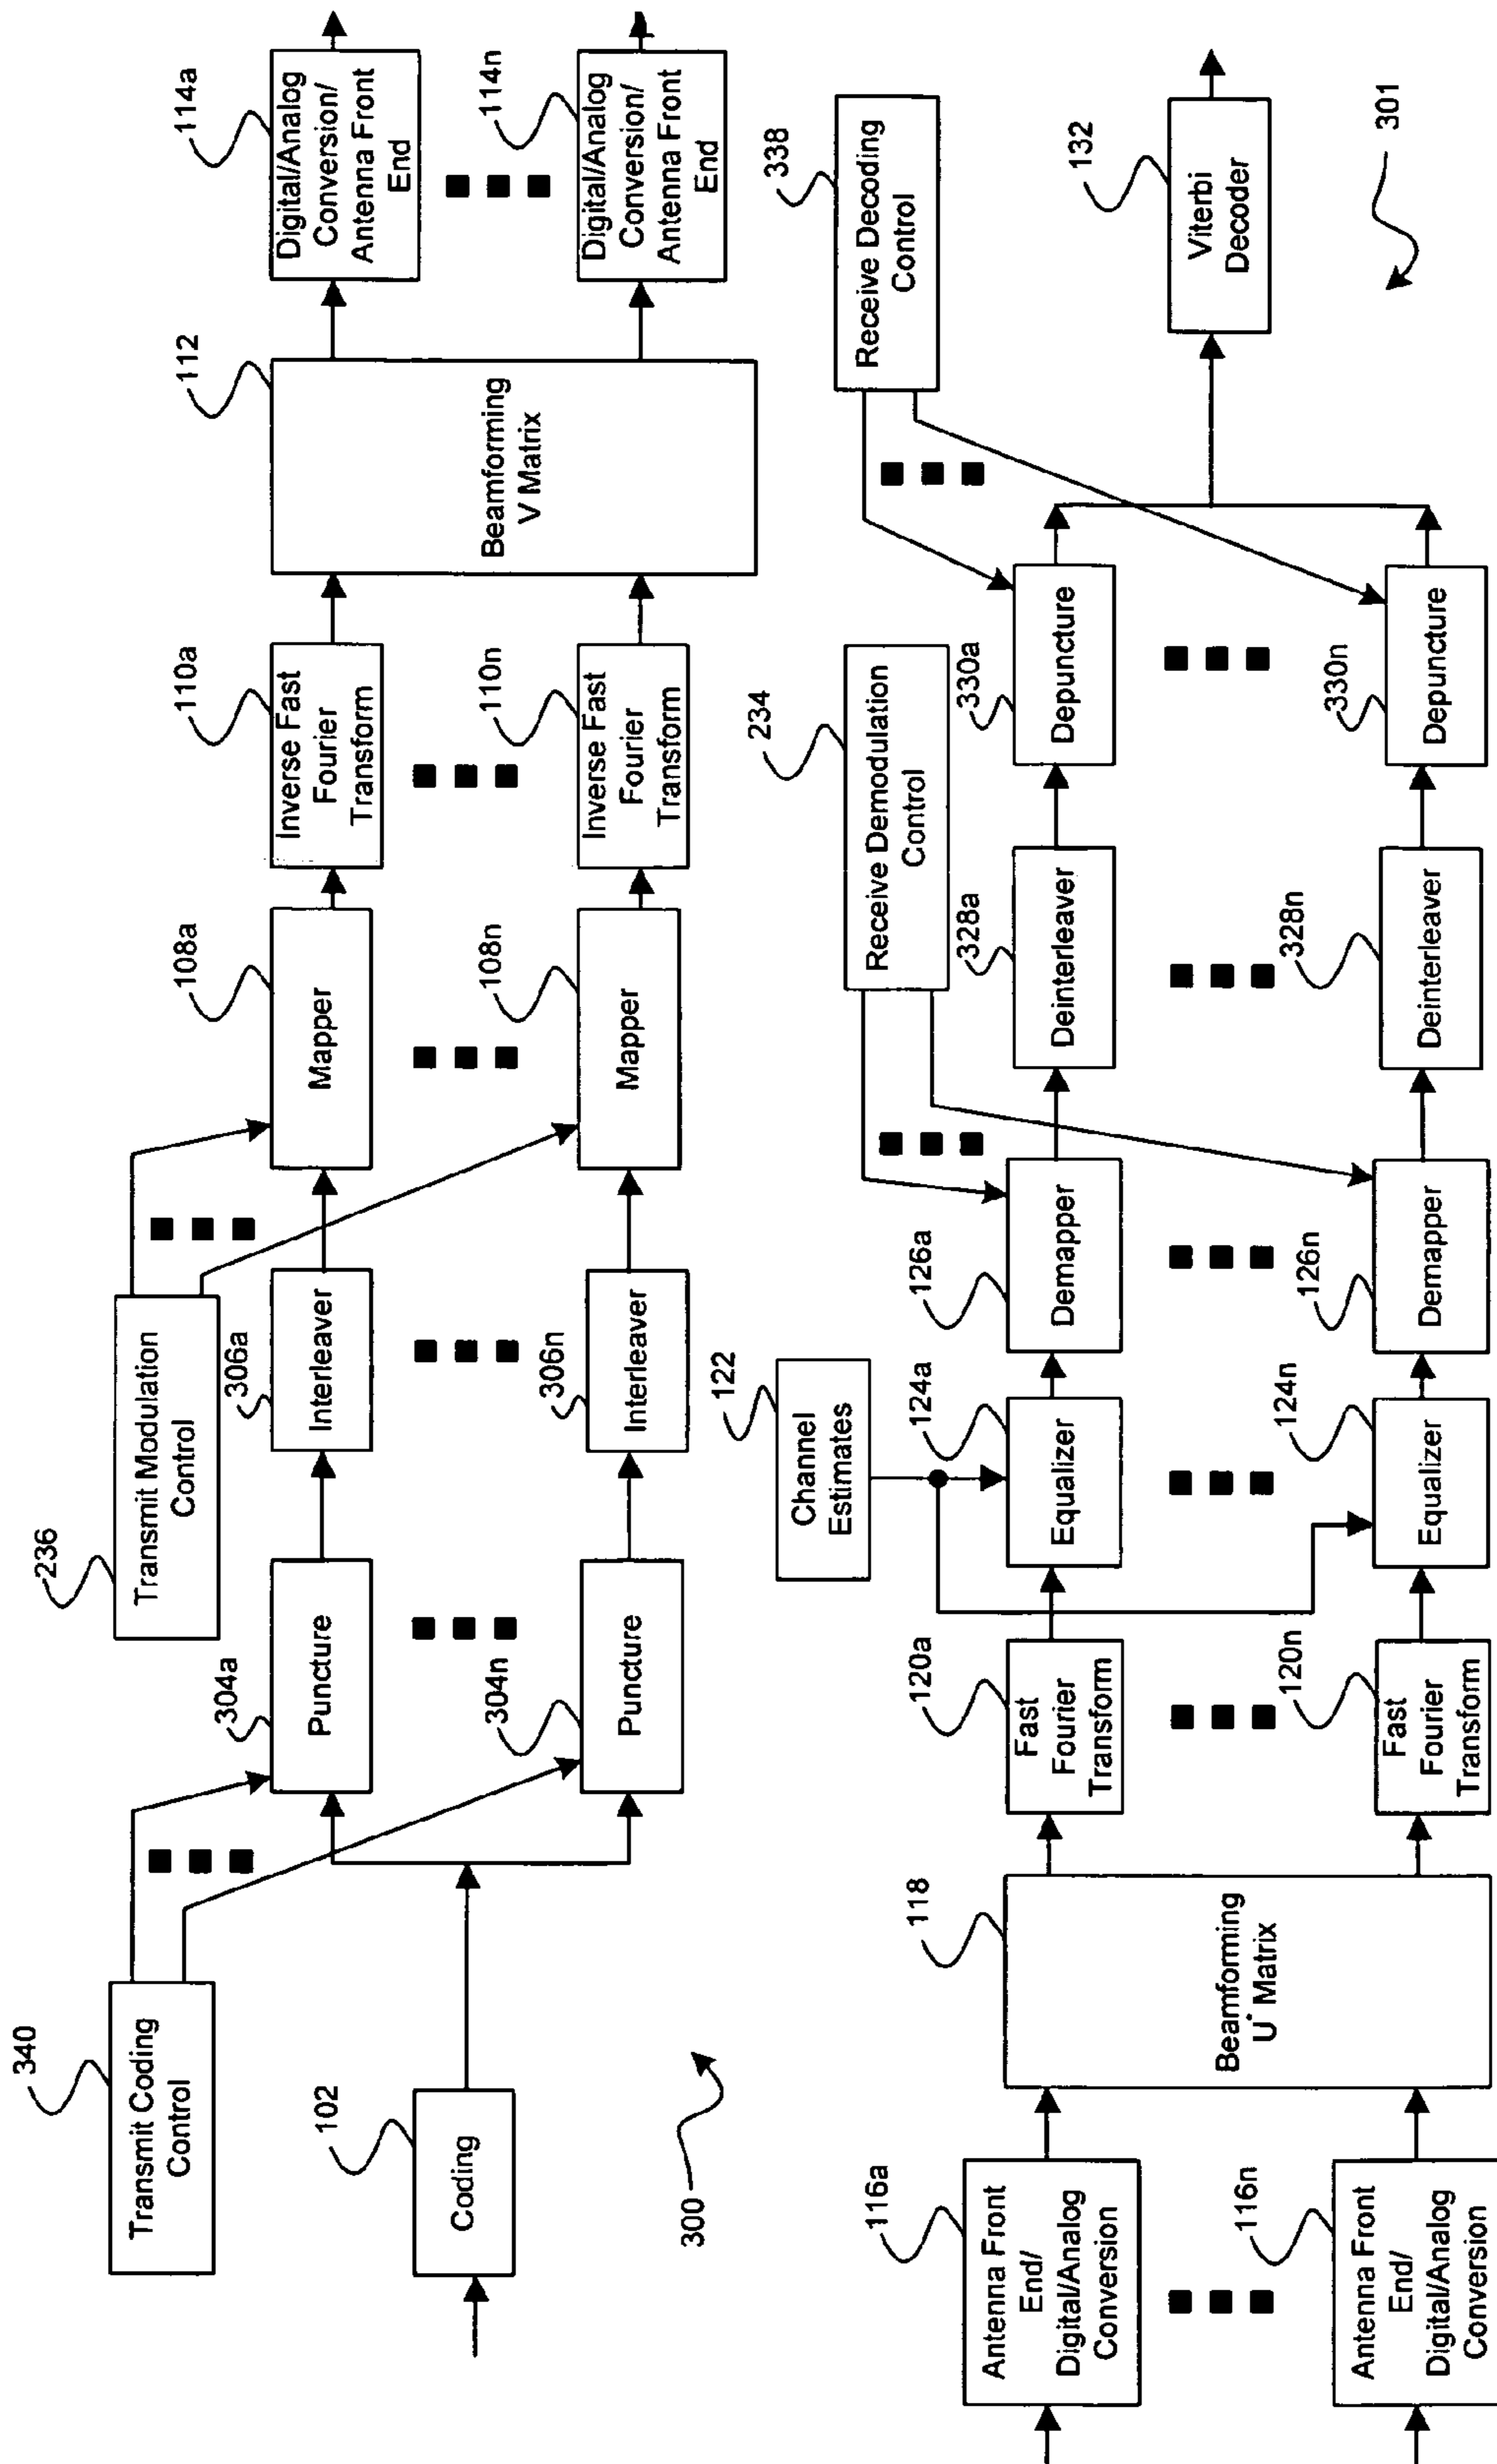 340
Transmit Coding
Control
102
Coding
300
236
Transmit Modulation
Control
304a
Puncture
304n
Puncture
306a
Interleaver
306n
Interleaver
108a
Mapper
108n
Mapper
110a
Inverse Fast
Fourier
Transform
110n
Inverse Fast
Fourier
Transform
112
Beamforming
V Matrix
114a
Digital/Analog
Conversion/
Antenna Front
End
114n
Digital/Analog
Conversion/
Antenna Front
End
116a
Antenna Front
End/
Digital/Analog
Conversion
116n
Antenna Front
End/
Digital/Analog
Conversion
118
Beamforming
U* Matrix
120a
Fast
Fourier
Transform
120n
Fast
Fourier
Transform
122
Channel
Estimates
124a
Equalizer
124n
Equalizer
126a
Demapper
126n
Demapper
234
Receive Demodulation
Control
328a
Deinterleaver
328n
Deinterleaver
330a
Depuncture
330n
Depuncture
338
Receive Decoding
Control
132
Viterbi
Decoder
301